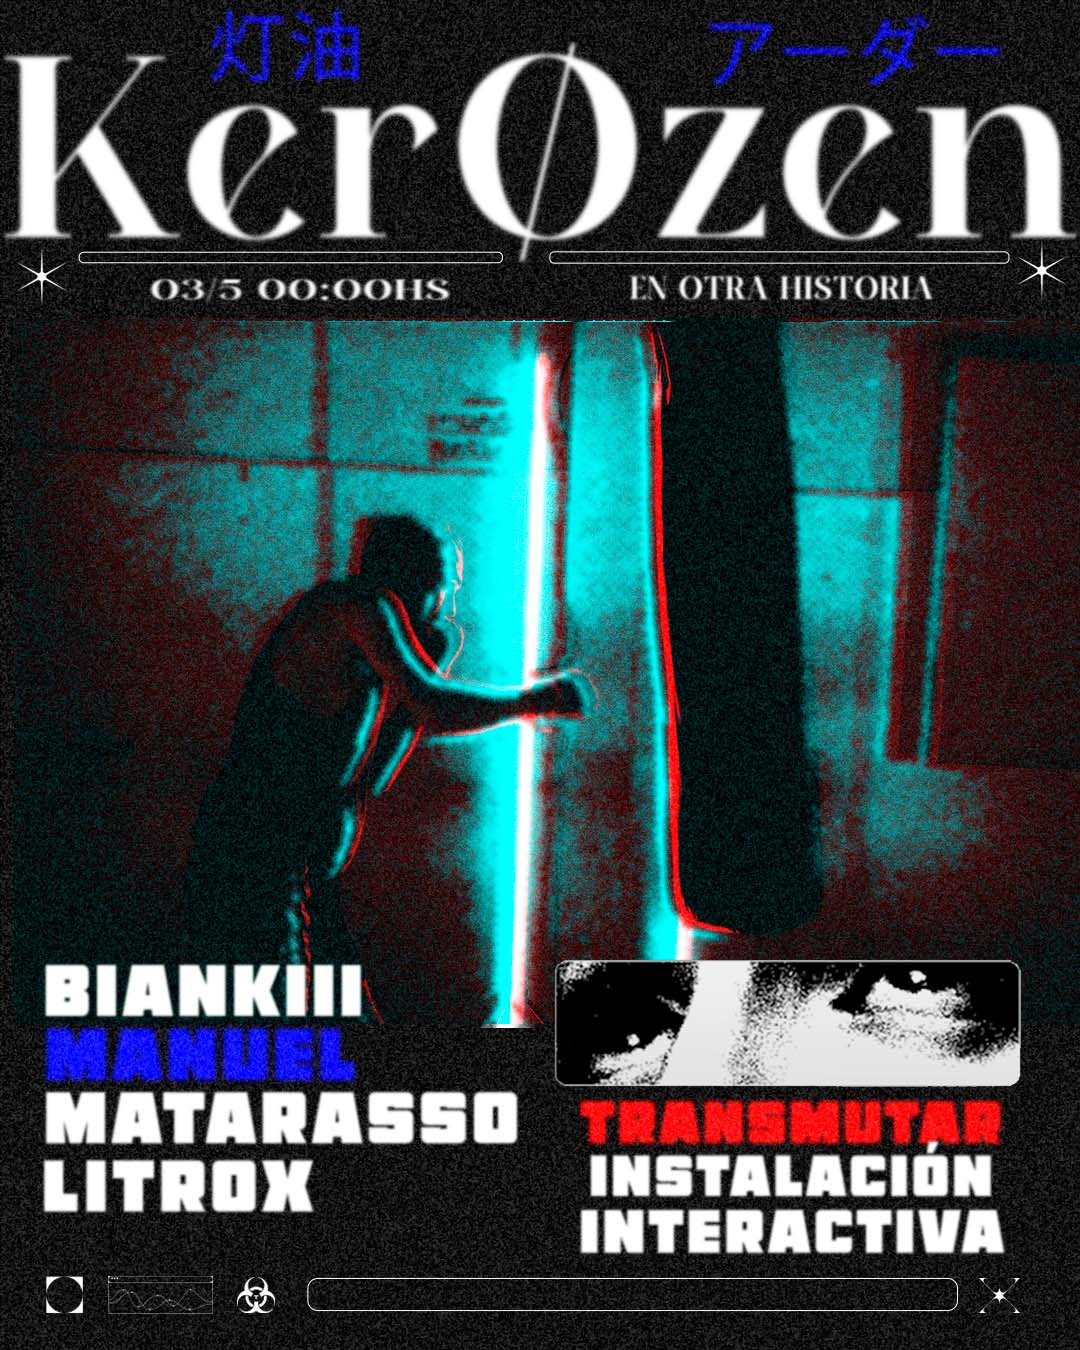 灯油
アーダー
KerØzen
03/5 00:00HS
EN OTRA HISTORIA
BIANKIII
MANUEL
MATARASSO
LITROX
TRANSMUTAR
INSTALACIÓN
INTERACTIVA